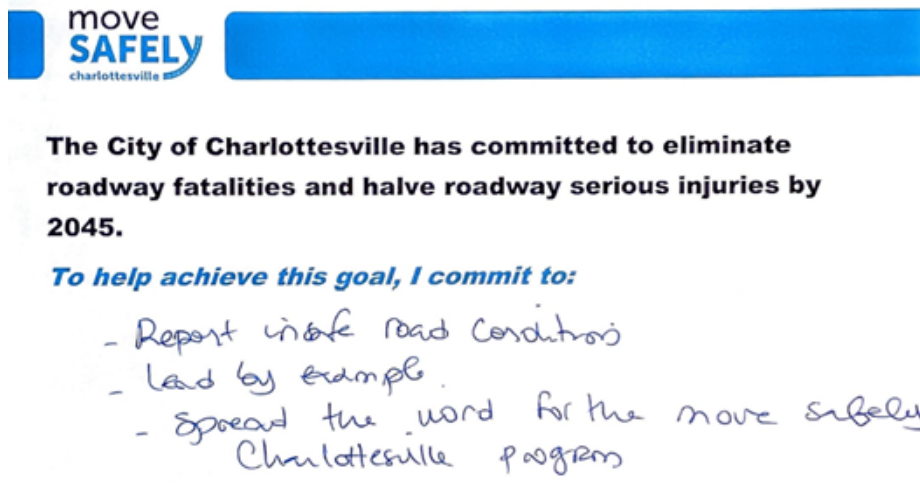 move
SAFELY
charlottesville
The City of Charlottesville has committed to eliminate
roadway fatalities and halve roadway serious injuries by
2045.
To help achieve this goal, I commit to:
- Report unsafe road conditions
- lead by example.
- Spread the word for the move safely
Charlottesville program